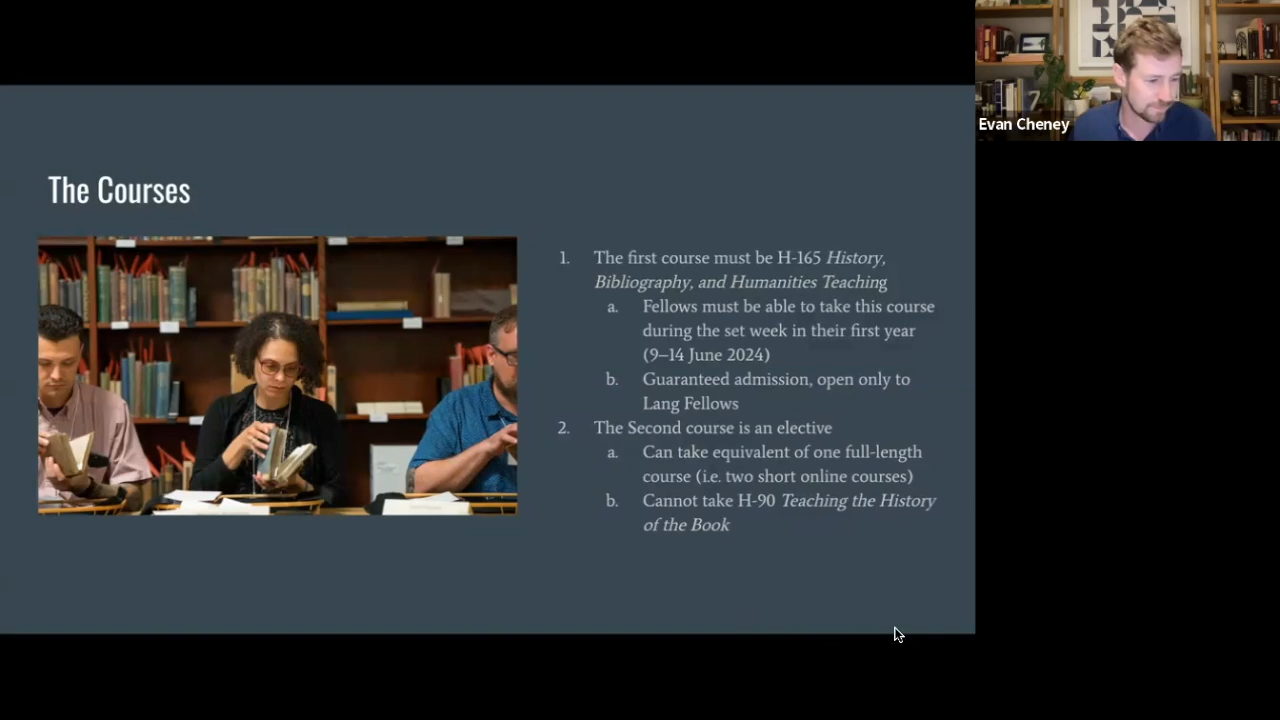 Evan Cheney
The Courses
1. The first course must be H-165 History,
Bibliography, and Humanities Teaching
a. Fellows must be able to take this course
during the set week in their first year
(9–14 June 2024)
b. Guaranteed admission, open only to
Lang Fellows
2. The Second course is an elective
a. Can take equivalent of one full-length
course (i.e. two short online courses)
b. Cannot take H-90 Teaching the History
of the Book